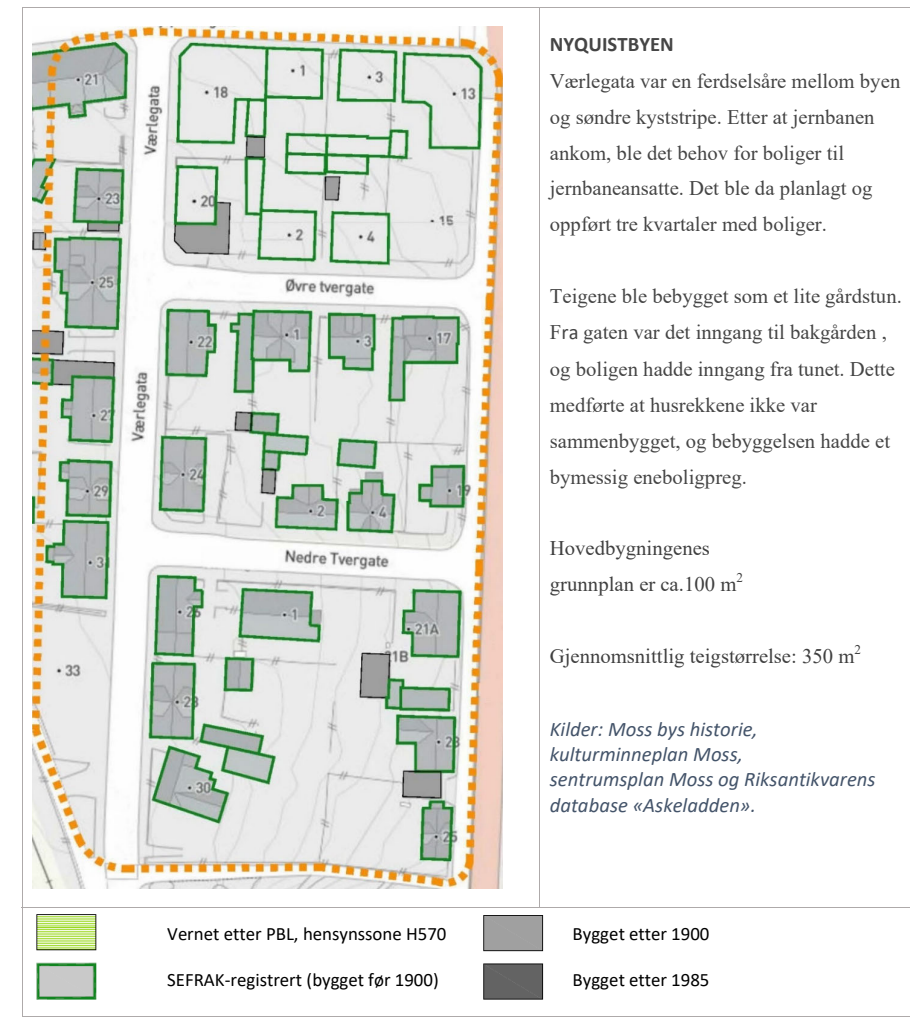 21
Værlegata
18
1
3
13
23
20
15
2
4
25
Øvre tvergate
22
1
3
17
Værlegata
27
24
29
2
4
19
31
Nedre Tvergate
26
1
21A
21B
33
28
23
30
25
NYQUISTBYEN
Værlegata var en ferdselsåre mellom byen
og søndre kyststripe. Etter at jernbanen
ankom, ble det behov for boliger til
jernbaneansatte. Det ble da planlagt og
oppført tre kvartaler med boliger.
Teigene ble bebygget som et lite gårdstun.
Fra gaten var det inngang til bakgården ,
og boligen hadde inngang fra tunet. Dette
medførte at husrekkene ikke var
sammenbygget, og bebyggelsen hadde et
bymessig eneboligpreg.
Hovedbygningenes
grunnplan er ca.100 m²
Gjennomsnittlig teigstørrelse: 350 m²
Kilder: Moss bys historie,
kulturminneplan Moss,
sentrumsplan Moss og Riksantikvarens
database «Askeladden».
Vernet etter PBL, hensynssone H570
Bygget etter 1900
SEFRAK-registrert (bygget før 1900)
Bygget etter 1985